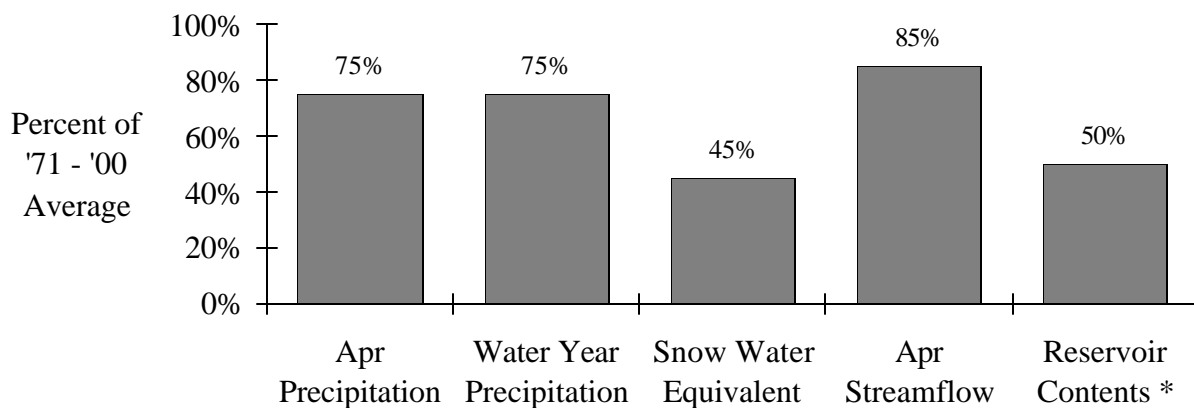 100%
80%
60%
40%
20%
0%
Percent of
'71 - '00
Average
75%
75%
45%
85%
50%
Apr
Precipitation
Water Year
Precipitation
Snow Water
Equivalent
Apr
Streamflow
Reservoir
Contents *